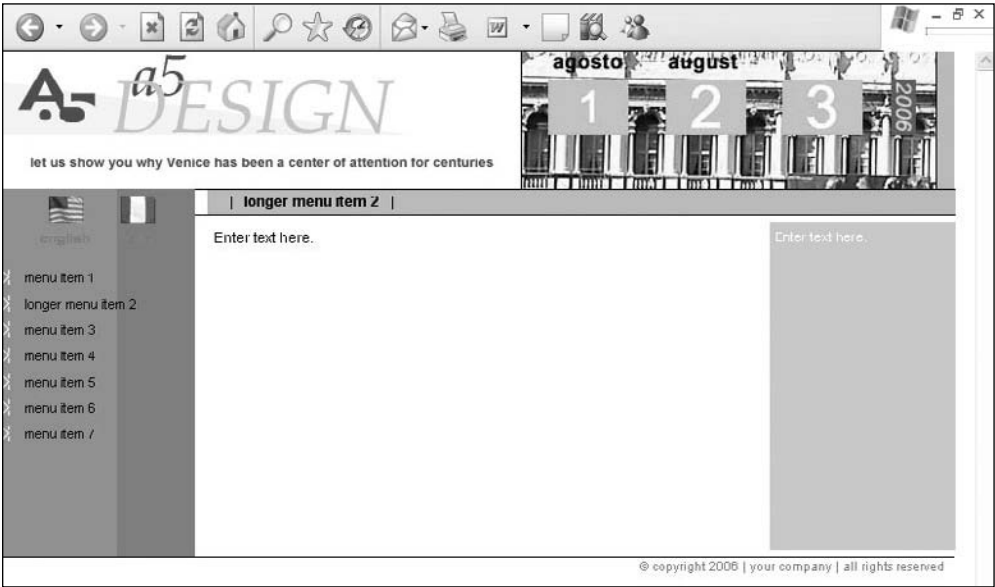 W
agosto august
A5 a5 DESIGN
1 2 3 2006
let us show you why Venice has been a center of attention for centuries
| longer menu item 2 |
english
Enter text here.
Enter text here.
menu item 1
longer menu item 2
menu item 3
menu item 4
menu item 5
menu item 6
menu item 7
© copyright 2006 | your company | all rights reserved